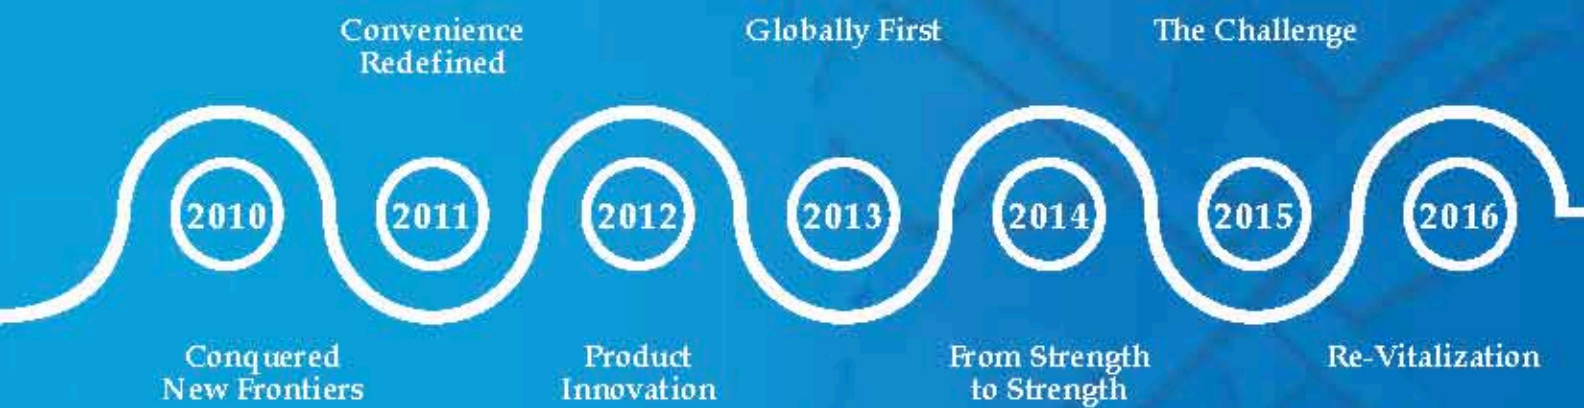 Convenience
Redefined
Globally First
The Challenge
2010
2011
2012
2013
2014
2015
2016
Conquered
New Frontiers
Product
Innovation
From Strength
to Strength
Re-Vitalization